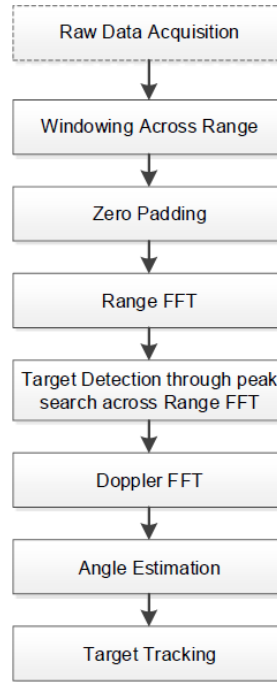 Raw Data Acquisition
Windowing Across Range
Zero Padding
Range FFT
Target Detection through peak
search across Range FFT
Doppler FFT
Angle Estimation
Target Tracking